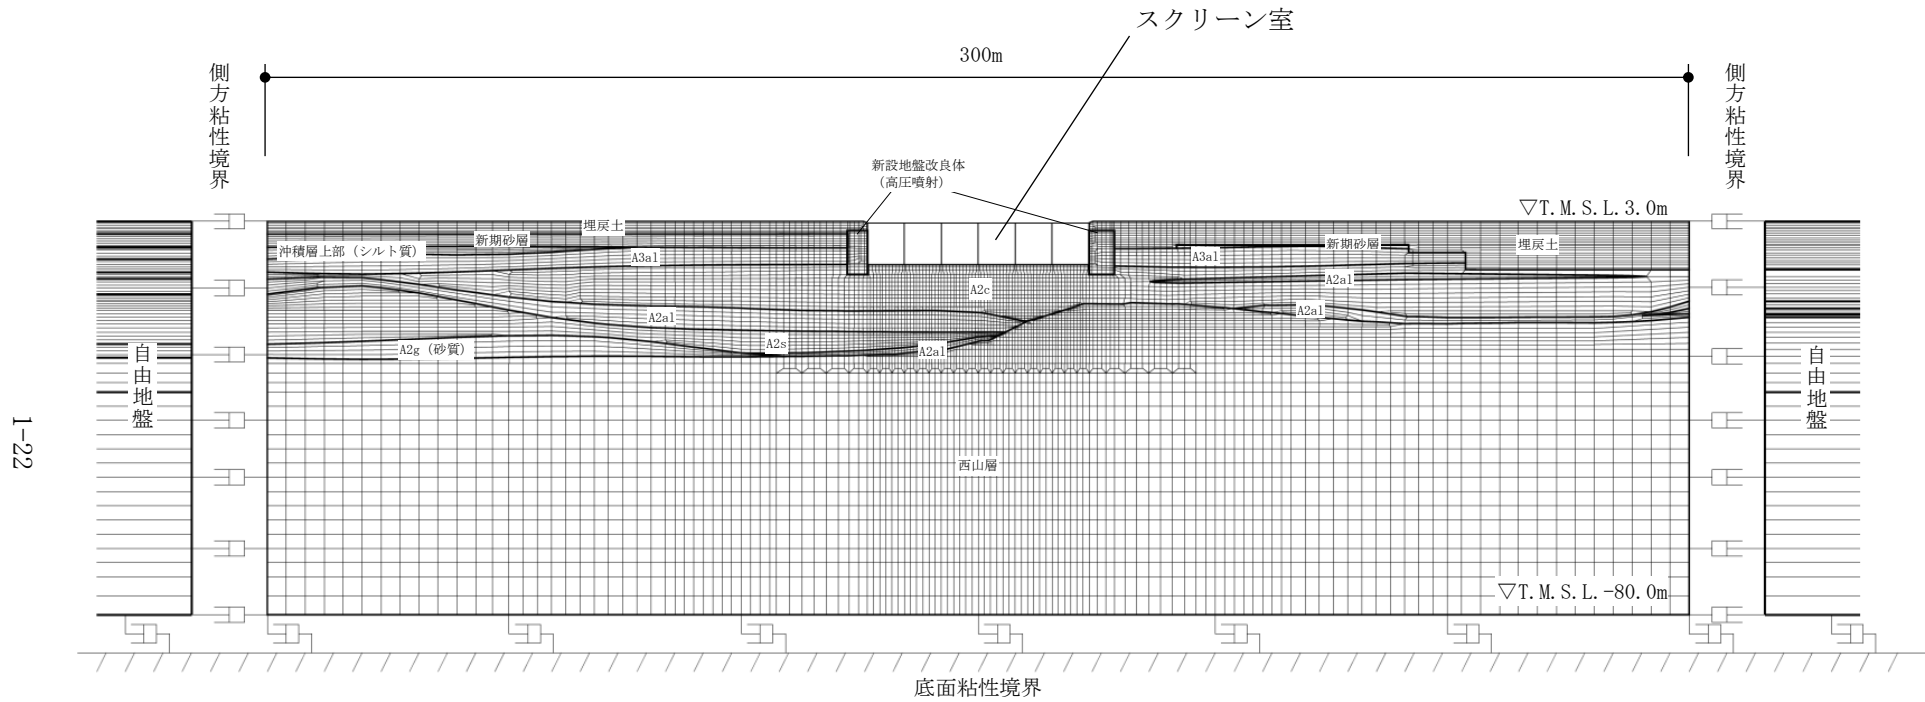 スクリーン室
300m
側方粘性境界
側方粘性境界
新設地盤改良体
（高圧噴射）
▽T.M.S.L.3.0m
埋戻土
新期砂層
沖積層上部（シルト質）
A3al
A3al
新期砂層
埋戻土
A2al
A2c
A2al
A2al
A2s
A2al
A2g（砂質）
自由地盤
自由地盤
1-22
西山層
▽T.M.S.L.-80.0m
底面粘性境界